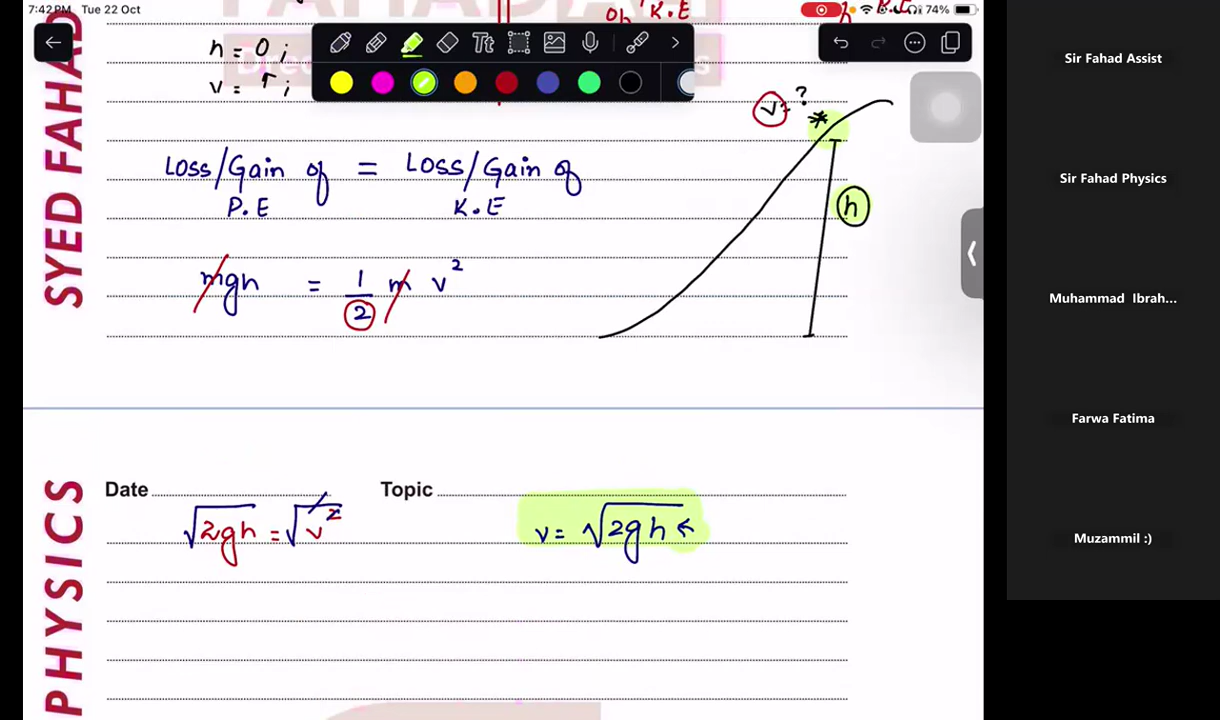 7:42 PM Tue 22 Oct
74%
K.E
h = 0 ;
v = ↑ ;
Tt
SYED FAHAD
v = ?
*
Loss/Gain of = Loss/Gain of
P.E K.E
h
mgh = 1/2 m v²
PHYSICS
Date Topic
√2gh = √v²
v = √2gh ←
Sir Fahad Assist
Sir Fahad Physics
Muhammad Ibrah...
Farwa Fatima
Muzammil :)